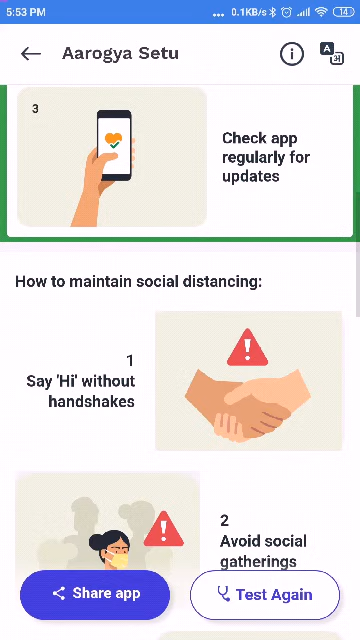 5:53 PM
... 0.1KB/s 14
Aarogya Setu
A अ
3
Check app
regularly for
updates
How to maintain social distancing:
1
Say 'Hi' without
handshakes
2
Avoid social
gatherings
Share app
Test Again